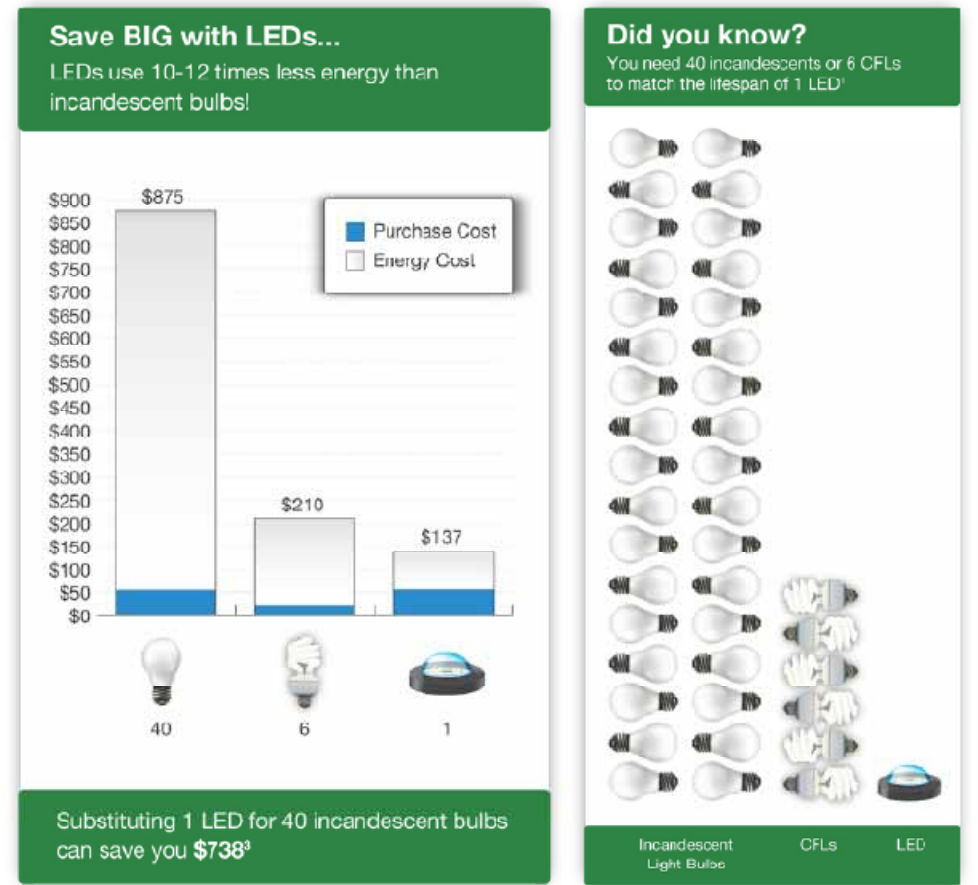 Save BIG with LEDs...
LEDs use 10-12 times less energy than
incandescent bulbs!
$900
$850
$800
$750
$700
$650
$600
$550
$500
$450
$400
$350
$300
$250
$200
$150
$100
$50
$0
$875
$210
$137
Purchase Cost
Energy Cost
40
6
1
Substituting 1 LED for 40 incandescent bulbs
can save you $738³
Did you know?
You need 40 incandescents or 6 CFLs
to match the lifespan of 1 LED¹
Incandescent
Light Bulbs
CFLs
LED